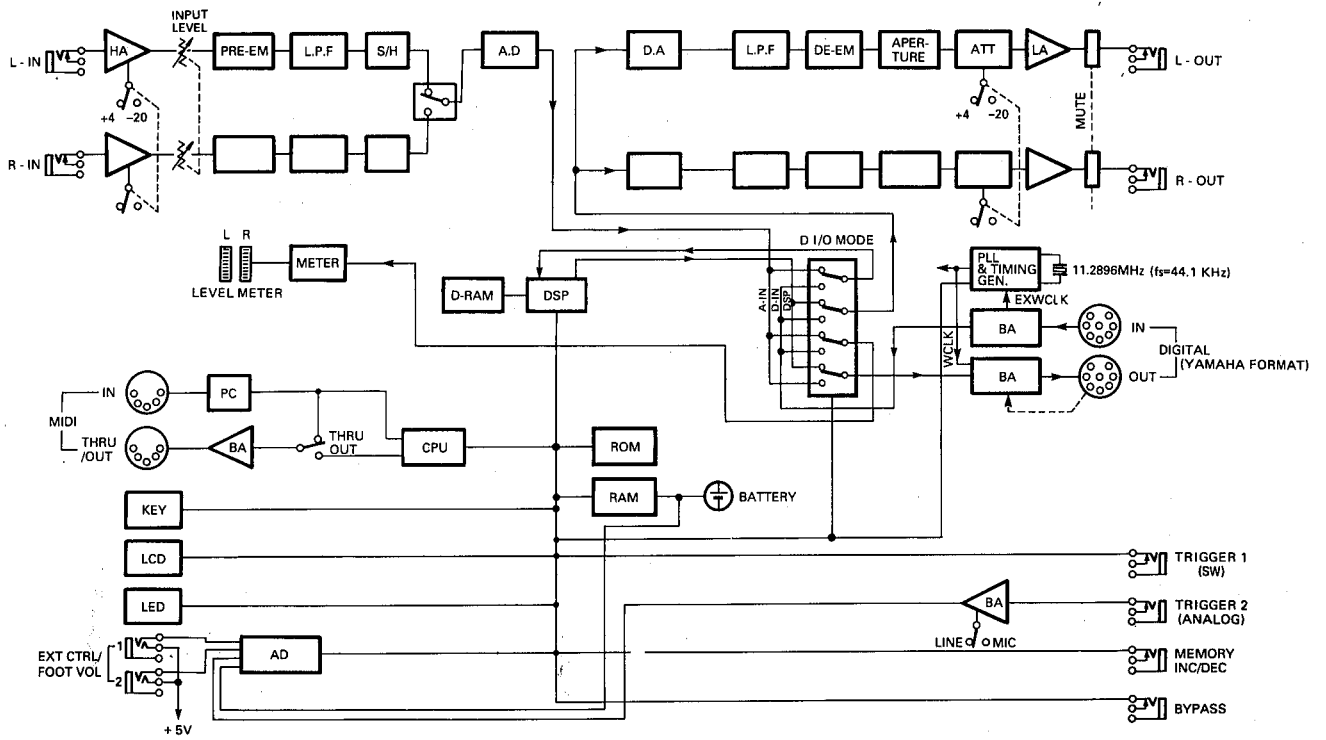 INPUT
LEVEL
HA
PRE-EM
L.P.F
S/H
A.D
D.A
L.P.F
DE-EM
APER-
TURE
ATT
LA
L - IN
L - OUT
+4 -20
+4 -20
MUTE
R - IN
R - OUT
L R
METER
LEVEL METER
D-RAM
DSP
D I/O MODE
A-IN
D-IN
DSP
PLL
& TIMING
GEN.
11.2896MHz (fs=44.1 KHz)
EXWCLK
WCLK
BA
IN
BA
OUT
DIGITAL
(YAMAHA FORMAT)
IN
PC
MIDI
THRU
/OUT
BA
THRU
OUT
CPU
ROM
RAM
BATTERY
KEY
LCD
LED
TRIGGER 1
(SW)
BA
TRIGGER 2
(ANALOG)
LINE
MIC
EXT CTRL/
FOOT VOL
1
2
AD
MEMORY
INC/DEC
BYPASS
+ 5V